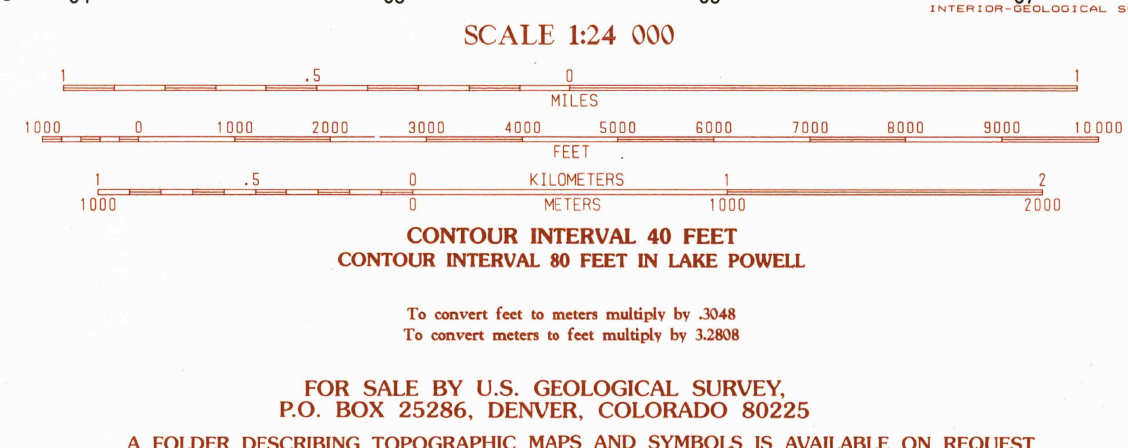 INTERIOR-GEOLOGICAL
SCALE 1:24 000
1 .5 0 1
MILES
1000 0 1000 2000 3000 4000 5000 6000 7000 8000 9000 10000
FEET
1 .5 0 KILOMETERS 1 2
1000 0 METERS 1000 2000
CONTOUR INTERVAL 40 FEET
CONTOUR INTERVAL 80 FEET IN LAKE POWELL
To convert feet to meters multiply by .3048
To convert meters to feet multiply by 3.2808
FOR SALE BY U.S. GEOLOGICAL SURVEY,
P.O. BOX 25286, DENVER, COLORADO 80225
A FOLDER DESCRIBING TOPOGRAPHIC MAPS AND SYMBOLS IS AVAILABLE ON REQUEST